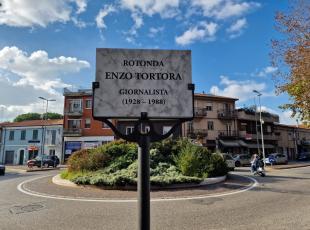 ROTONDA
ENZO TORTORA
GIORNALISTA
(1928 - 1988)